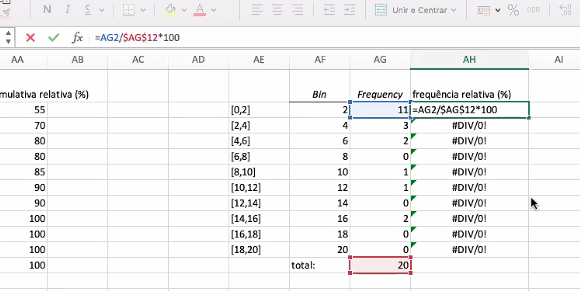 N I S Unir e Centrar % 000
fx =AG2/$AG$12*100
AA AB AC AD AE AF AG AH AI
mulativa relativa (%) Bin Frequency frequência relativa (%)
55 [0,2] 2 11 =AG2/$AG$12*100
70 [2,4] 4 3 #DIV/0!
80 [4,6] 6 2 #DIV/0!
80 [6,8] 8 0 #DIV/0!
85 [8,10] 10 1 #DIV/0!
90 [10,12] 12 1 #DIV/0!
90 [12,14] 14 0 #DIV/0!
100 [14,16] 16 2 #DIV/0!
100 [16,18] 18 0 #DIV/0!
100 [18,20] 20 0 #DIV/0!
100 total: 20